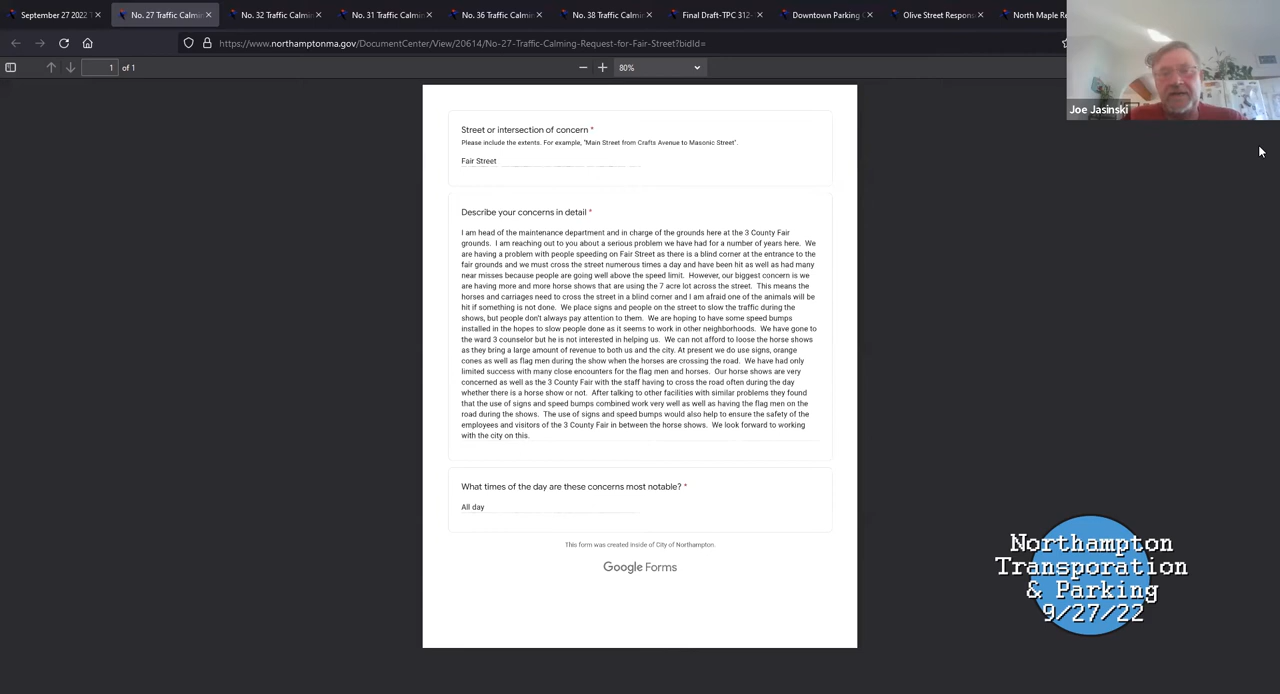 September 27 2022 T
No. 27 Traffic Calmin
No. 32 Traffic Calmin
No. 31 Traffic Calmin
No. 36 Traffic Calmin
No. 38 Traffic Calmin
Final Draft-TPC 312-
Downtown Parking C
Olive Street Respons
North Maple Re
https://www.northamptonma.gov/DocumentCenter/View/20614/No-27-Traffic-Calming-Request-for-Fair-Street?bidId=
1 of 1
80%
Joe Jasinski
Street or intersection of concern *
Please include the extents. For example, "Main Street from Crafts Avenue to Masonic Street".
Fair Street
Describe your concerns in detail *
I am head of the maintenance department and in charge of the grounds here at the 3 County Fair
grounds. I am reaching out to you about a serious problem we have had for a number of years here. We
are having a problem with people speeding on Fair Street as there is a blind corner at the entrance to the
fair grounds and we must cross the street numerous times a day and have been hit as well as had many
near misses because people are going well above the speed limit. However, our biggest concern is we
are having more and more horse shows that are using the 7 acre lot across the street. This means the
horses and carriages need to cross the street in a blind corner and I am afraid one of the animals will be
hit if something is not done. We place signs and people on the street to slow the traffic during the
shows, but people don't always pay attention to them. We are hoping to have some speed bumps
installed in the hopes to slow people done as it seems to work in other neighborhoods. We have gone to
the ward 3 counselor but he is not interested in helping us. We can not afford to loose the horse shows
as they bring a large amount of revenue to both us and the city. At present we do use signs, orange
cones as well as flag men during the show when the horses are crossing the road. We have had only
limited success with many close encounters for the flag men and horses. Our horse shows are very
concerned as well as the 3 County Fair with the staff having to cross the road often during the day
whether there is a horse show or not. After talking to other facilities with similar problems they found
that the use of signs and speed bumps combined work very well as well as having the flag men on the
road during the shows. The use of signs and speed bumps would also help to ensure the safety of the
employees and visitors of the 3 County Fair in between the horse shows. We look forward to working
with the city on this.
What times of the day are these concerns most notable? *
All day
This form was created inside of City of Northampton.
Google Forms
Northampton
Transporation
& Parking
9/27/22